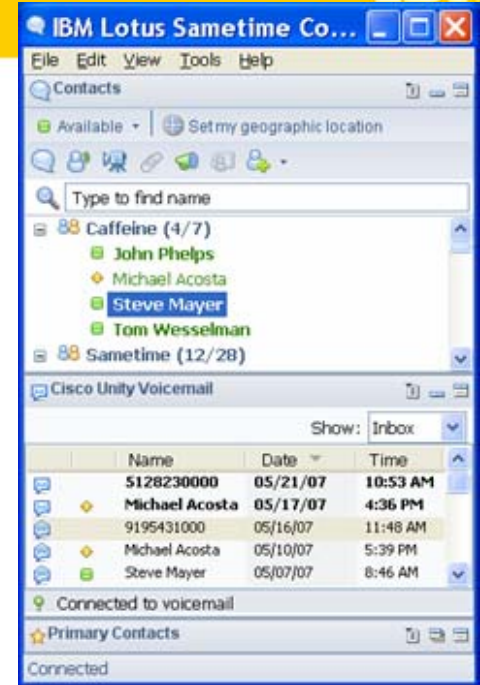 IBM Lotus Sametime Co...
File Edit View Tools Help
Contacts
Available Set my geographic location
Type to find name
Caffeine (4/7)
John Phelps
Michael Acosta
Steve Mayer
Tom Wesselman
Sametime (12/28)
Cisco Unity Voicemail
Show: Inbox
Name Date Time
5128230000 05/21/07 10:53 AM
Michael Acosta 05/17/07 4:36 PM
9195431000 05/16/07 11:48 AM
Michael Acosta 05/10/07 5:39 PM
Steve Mayer 05/07/07 8:46 AM
Connected to voicemail
Primary Contacts
Connected